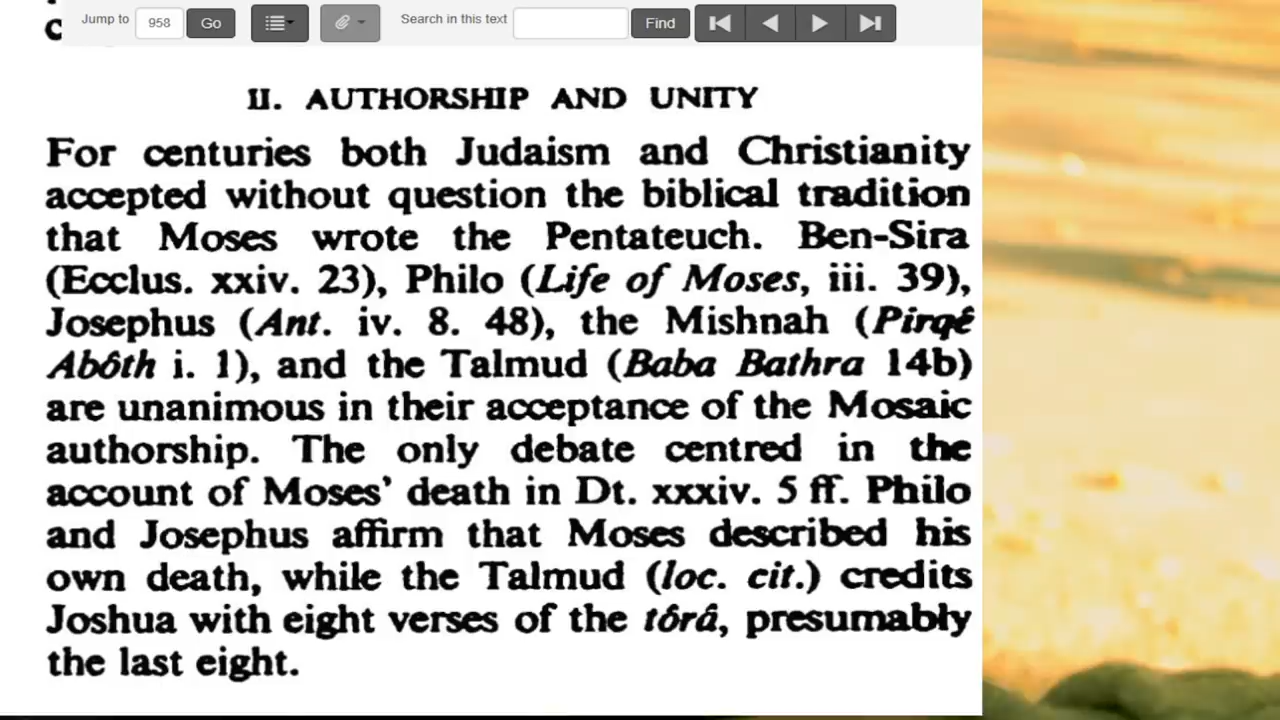 Jump to 958 Go Search in this text Find
II. AUTHORSHIP AND UNITY
For centuries both Judaism and Christianity
accepted without question the biblical tradition
that Moses wrote the Pentateuch. Ben-Sira
(Ecclus. xxiv. 23), Philo (Life of Moses, iii. 39),
Josephus (Ant. iv. 8. 48), the Mishnah (Pirqê
Abôth i. 1), and the Talmud (Baba Bathra 14b)
are unanimous in their acceptance of the Mosaic
authorship. The only debate centred in the
account of Moses’ death in Dt. xxxiv. 5 ff. Philo
and Josephus affirm that Moses described his
own death, while the Talmud (loc. cit.) credits
Joshua with eight verses of the tôrâ, presumably
the last eight.